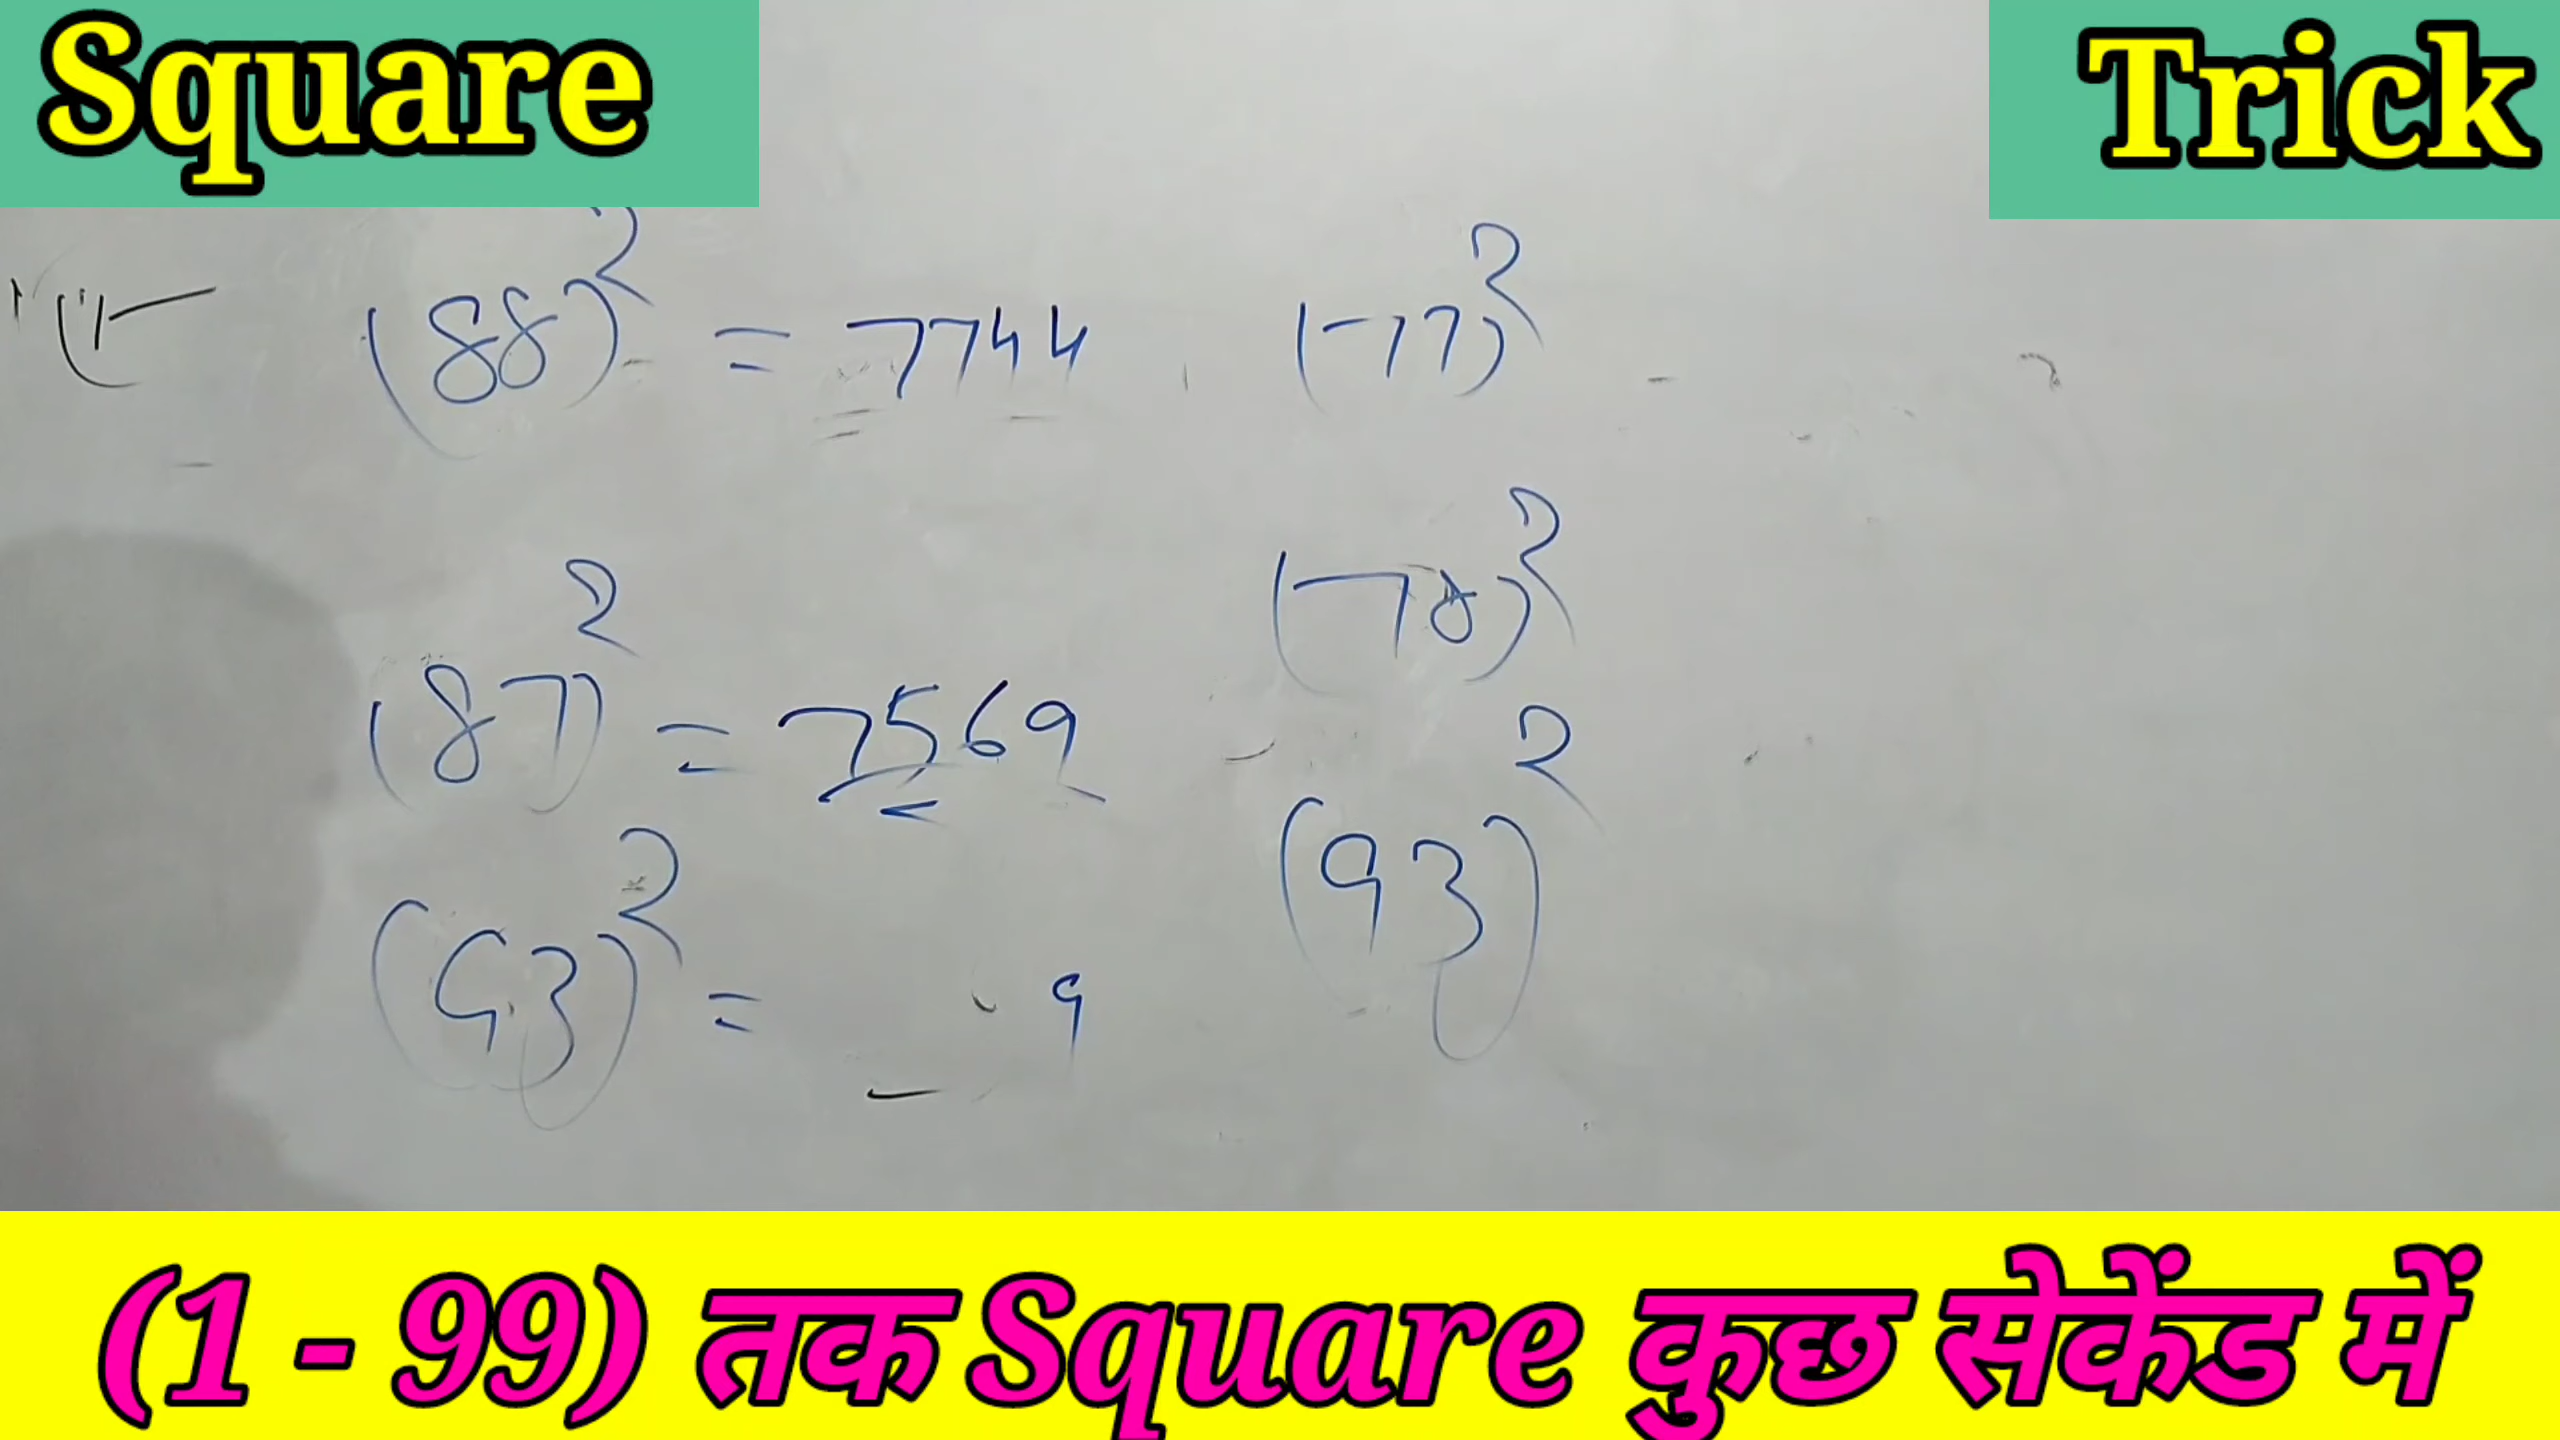 Square Trick
(88)² = 7744 (77)²
(78)²
(87)² = 7569
(93)²
(93)² = 9
(1 - 99) तक Square कुछ सेकेंड में